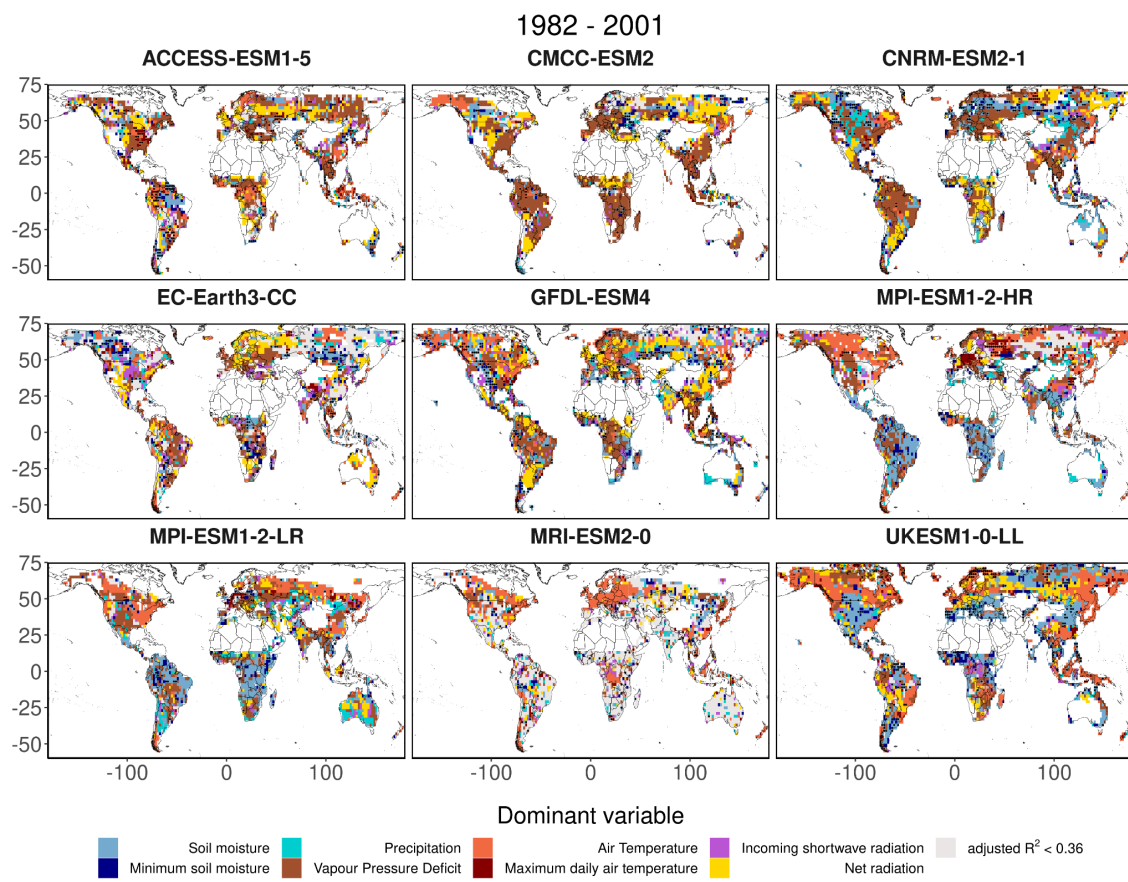 1982 - 2001
ACCESS-ESM1-5 CMCC-ESM2 CNRM-ESM2-1
75
50
25
0
-25
-50
EC-Earth3-CC GFDL-ESM4 MPI-ESM1-2-HR
75
50
25
0
-25
-50
MPI-ESM1-2-LR MRI-ESM2-0 UKESM1-0-LL
75
50
25
0
-25
-50
-100 0 100 -100 0 100 -100 0 100
Dominant variable
Soil moisture Precipitation Air Temperature Incoming shortwave radiation adjusted R² < 0.36
Minimum soil moisture Vapour Pressure Deficit Maximum daily air temperature Net radiation